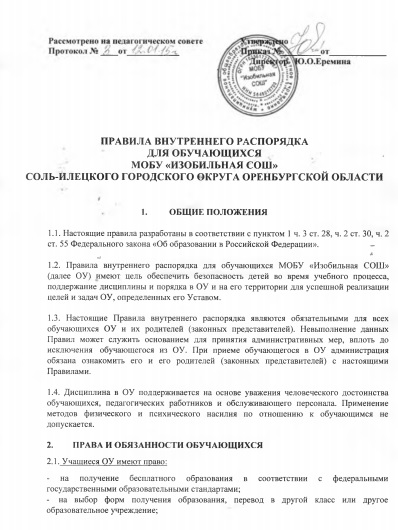 Рассмотрено на педагогическом совете
Утверждено
Протокол № 3 от
Приказ № от
Директор Ю.О.Еремина
МОБУ
"Изобильная
СОШ"
ПРАВИЛА ВНУТРЕННЕГО РАСПОРЯДКА
ДЛЯ ОБУЧАЮЩИХСЯ
МОБУ «ИЗОБИЛЬНАЯ СОШ»
СОЛЬ-ИЛЕЦКОГО ГОРОДСКОГО ОКРУГА ОРЕНБУРГСКОЙ ОБЛАСТИ
1. ОБЩИЕ ПОЛОЖЕНИЯ
1.1. Настоящие правила разработаны в соответствии с пунктом 1 ч. 3 ст. 28, ч. 2 ст. 30, ч. 2
ст. 55 Федерального закона «Об образовании в Российской Федерации».
1.2. Правила внутреннего распорядка для обучающихся МОБУ «Изобильная СОШ»
(далее ОУ) имеют цель обеспечить безопасность детей во время учебного процесса,
поддержание дисциплины и порядка в ОУ и на его территории для успешной реализации
целей и задач ОУ, определенных его Уставом.
1.3. Настоящие Правила внутреннего распорядка являются обязательными для всех
обучающихся ОУ и их родителей (законных представителей). Невыполнение данных
Правил может служить основанием для принятия административных мер, вплоть до
исключения обучающегося из ОУ. При приеме обучающегося в ОУ администрация
обязана ознакомить его и его родителей (законных представителей) с настоящими
Правилами.
1.4. Дисциплина в ОУ поддерживается на основе уважения человеческого достоинства
обучающихся, педагогических работников и обслуживающего персонала. Применение
методов физического и психического насилия по отношению к обучающимся не
допускается.
2. ПРАВА И ОБЯЗАННОСТИ ОБУЧАЮЩИХСЯ
2.1. Учащиеся ОУ имеют право:
- на получение бесплатного образования в соответствии с федеральными
государственными образовательными стандартами;
- на выбор форм получения образования, перевод в другой класс или другое
образовательное учреждение;